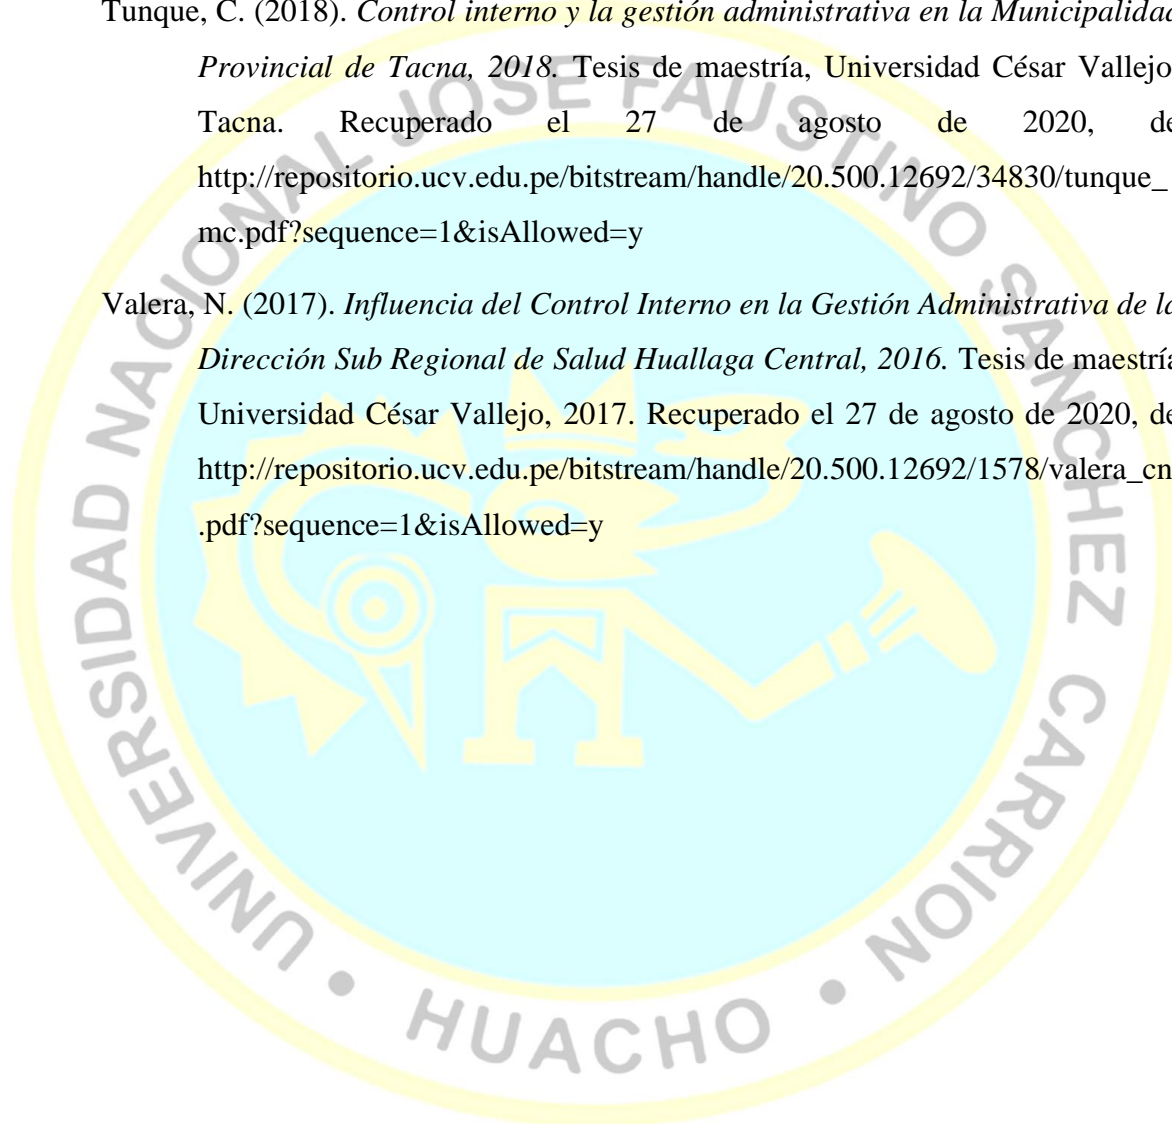 Tunque, C. (2018). Control interno y la gestión administrativa en la Municipalidad
Provincial de Tacna, 2018. Tesis de maestría, Universidad César Vallejo
Tacna. Recuperado el 27 de agosto de 2020, de
http://repositorio.ucv.edu.pe/bitstream/handle/20.500.12692/34830/tunque_
mc.pdf?sequence=1&isAllowed=y
Valera, N. (2017). Influencia del Control Interno en la Gestión Administrativa de la
Dirección Sub Regional de Salud Huallaga Central, 2016. Tesis de maestría
Universidad César Vallejo, 2017. Recuperado el 27 de agosto de 2020, de
http://repositorio.ucv.edu.pe/bitstream/handle/20.500.12692/1578/valera_cn
.pdf?sequence=1&isAllowed=y
UNIVERSIDAD NACIONAL JOSE FAUSTINO SANCHEZ CARRION
• HUACHO •